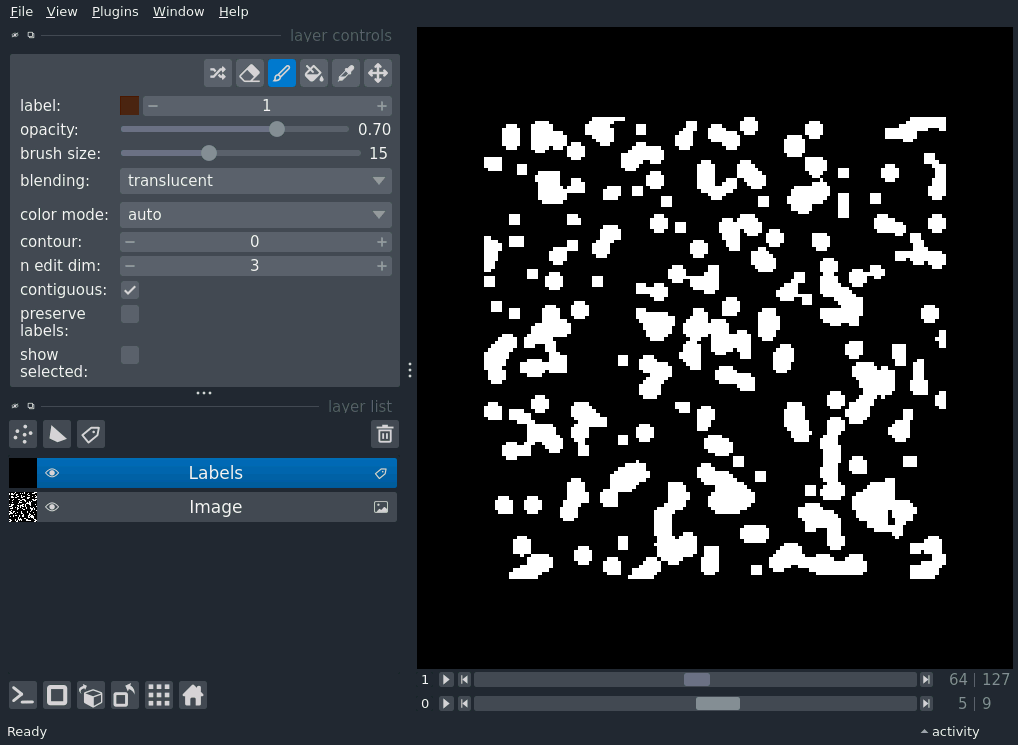 File View Plugins Window Help
layer controls
label: 1
opacity: 0.70
brush size: 15
blending: translucent
color mode: auto
contour: 0
n edit dim: 3
contiguous:
preserve
labels:
show
selected:
layer list
Labels
Image
1 64 | 127
0 5 | 9
Ready activity